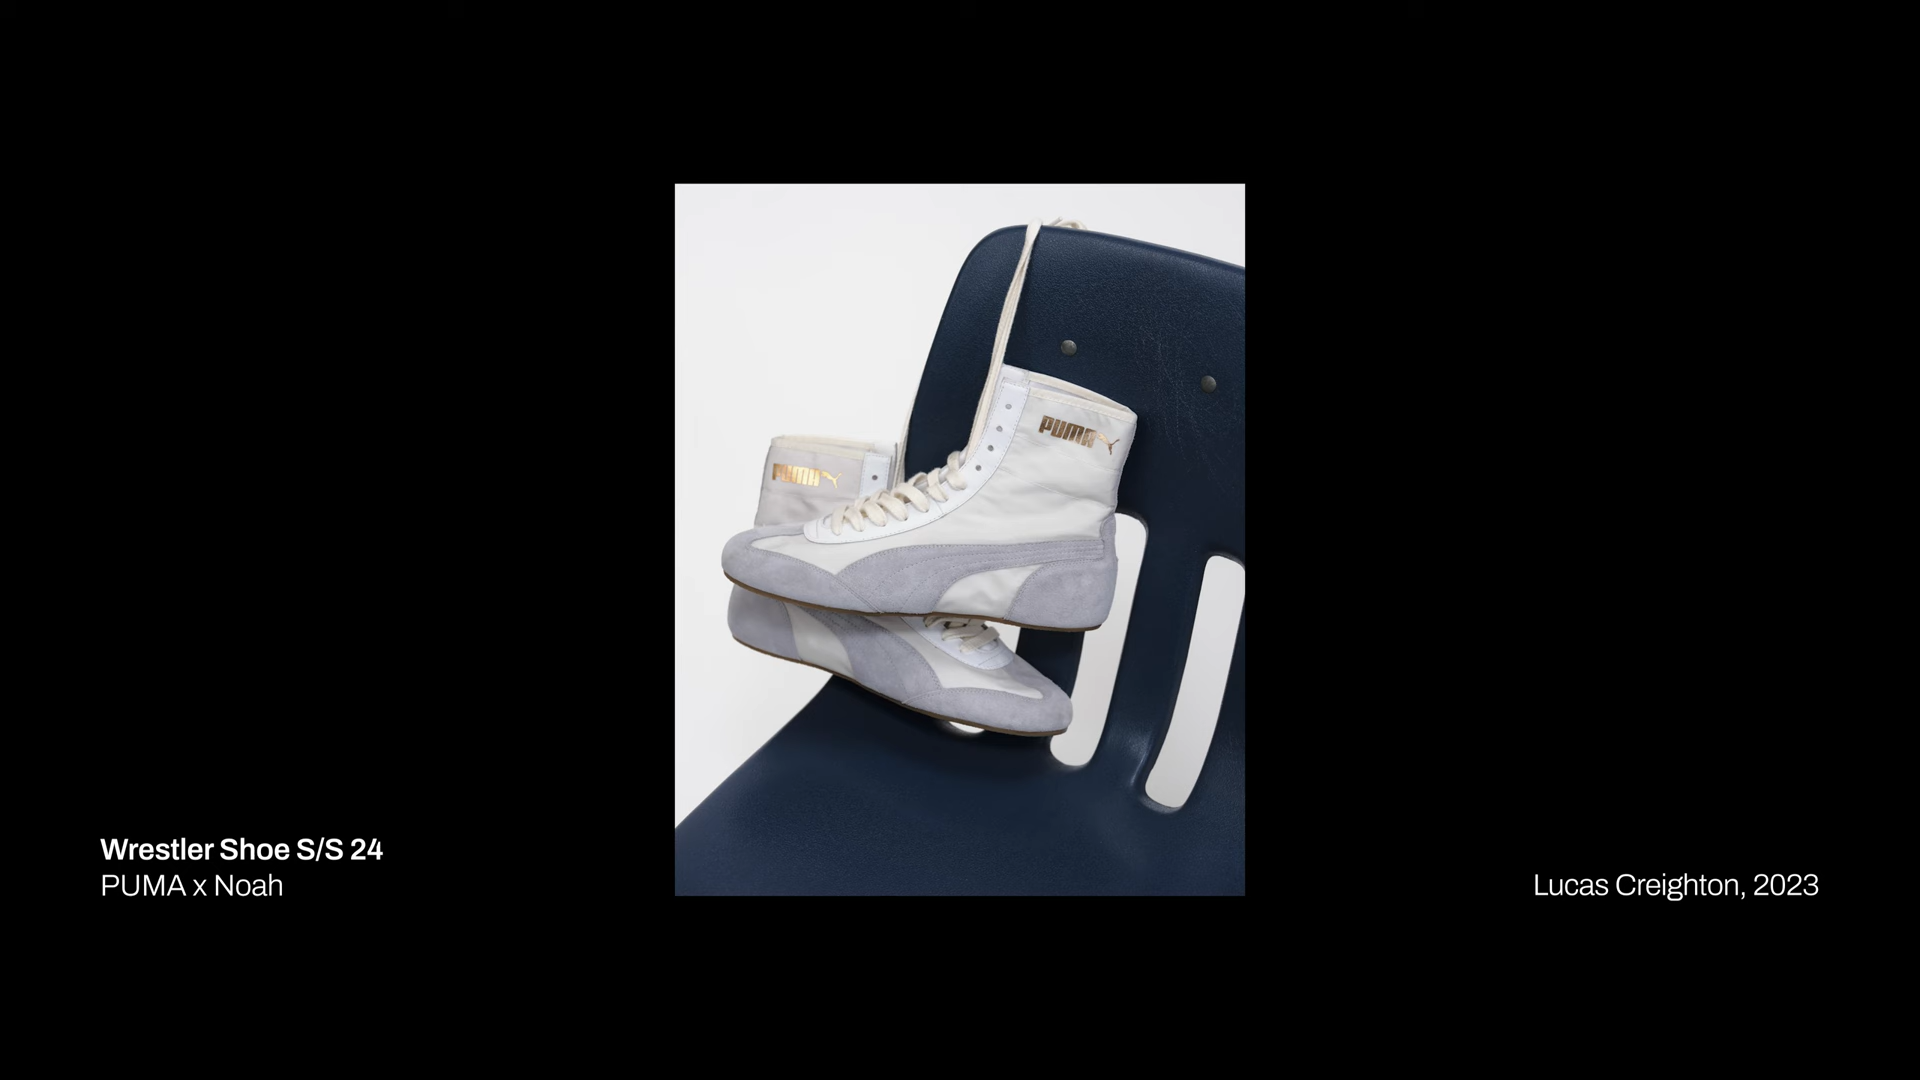 PUMA
PUMA
Wrestler Shoe S/S 24
PUMA x Noah
Lucas Creighton, 2023